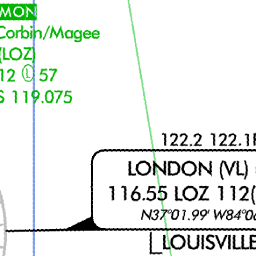 MON
Corbin/Magee
(LOZ)
12 Ⓛ 57
S 119.075
122.2 122.1
LONDON (VL)
116.55 LOZ 112(
N37°01.99' W84°0
LOUISVILLE